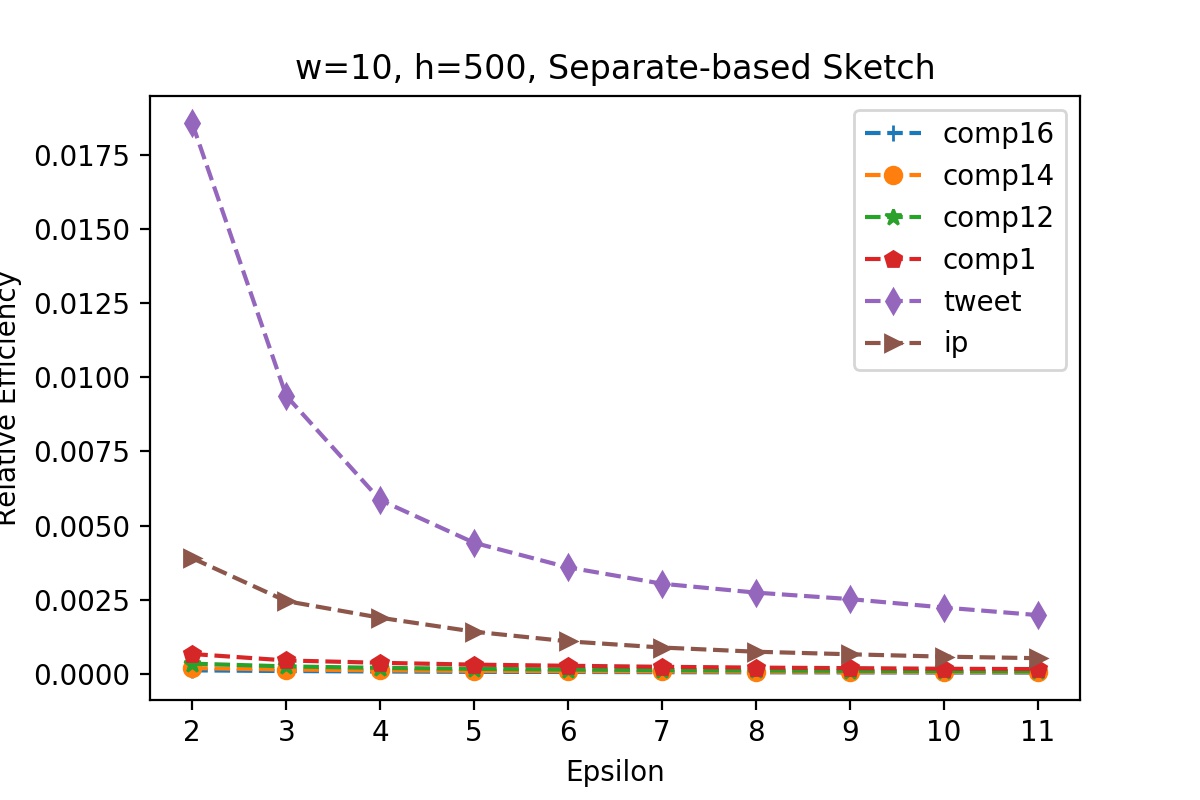 w=10, h=500, Separate-based Sketch
Relative Efficiency
0.0175
0.0150
0.0125
0.0100
0.0075
0.0050
0.0025
0.0000
comp16
comp14
comp12
comp1
tweet
ip
2 3 4 5 6 7 8 9 10 11
Epsilon